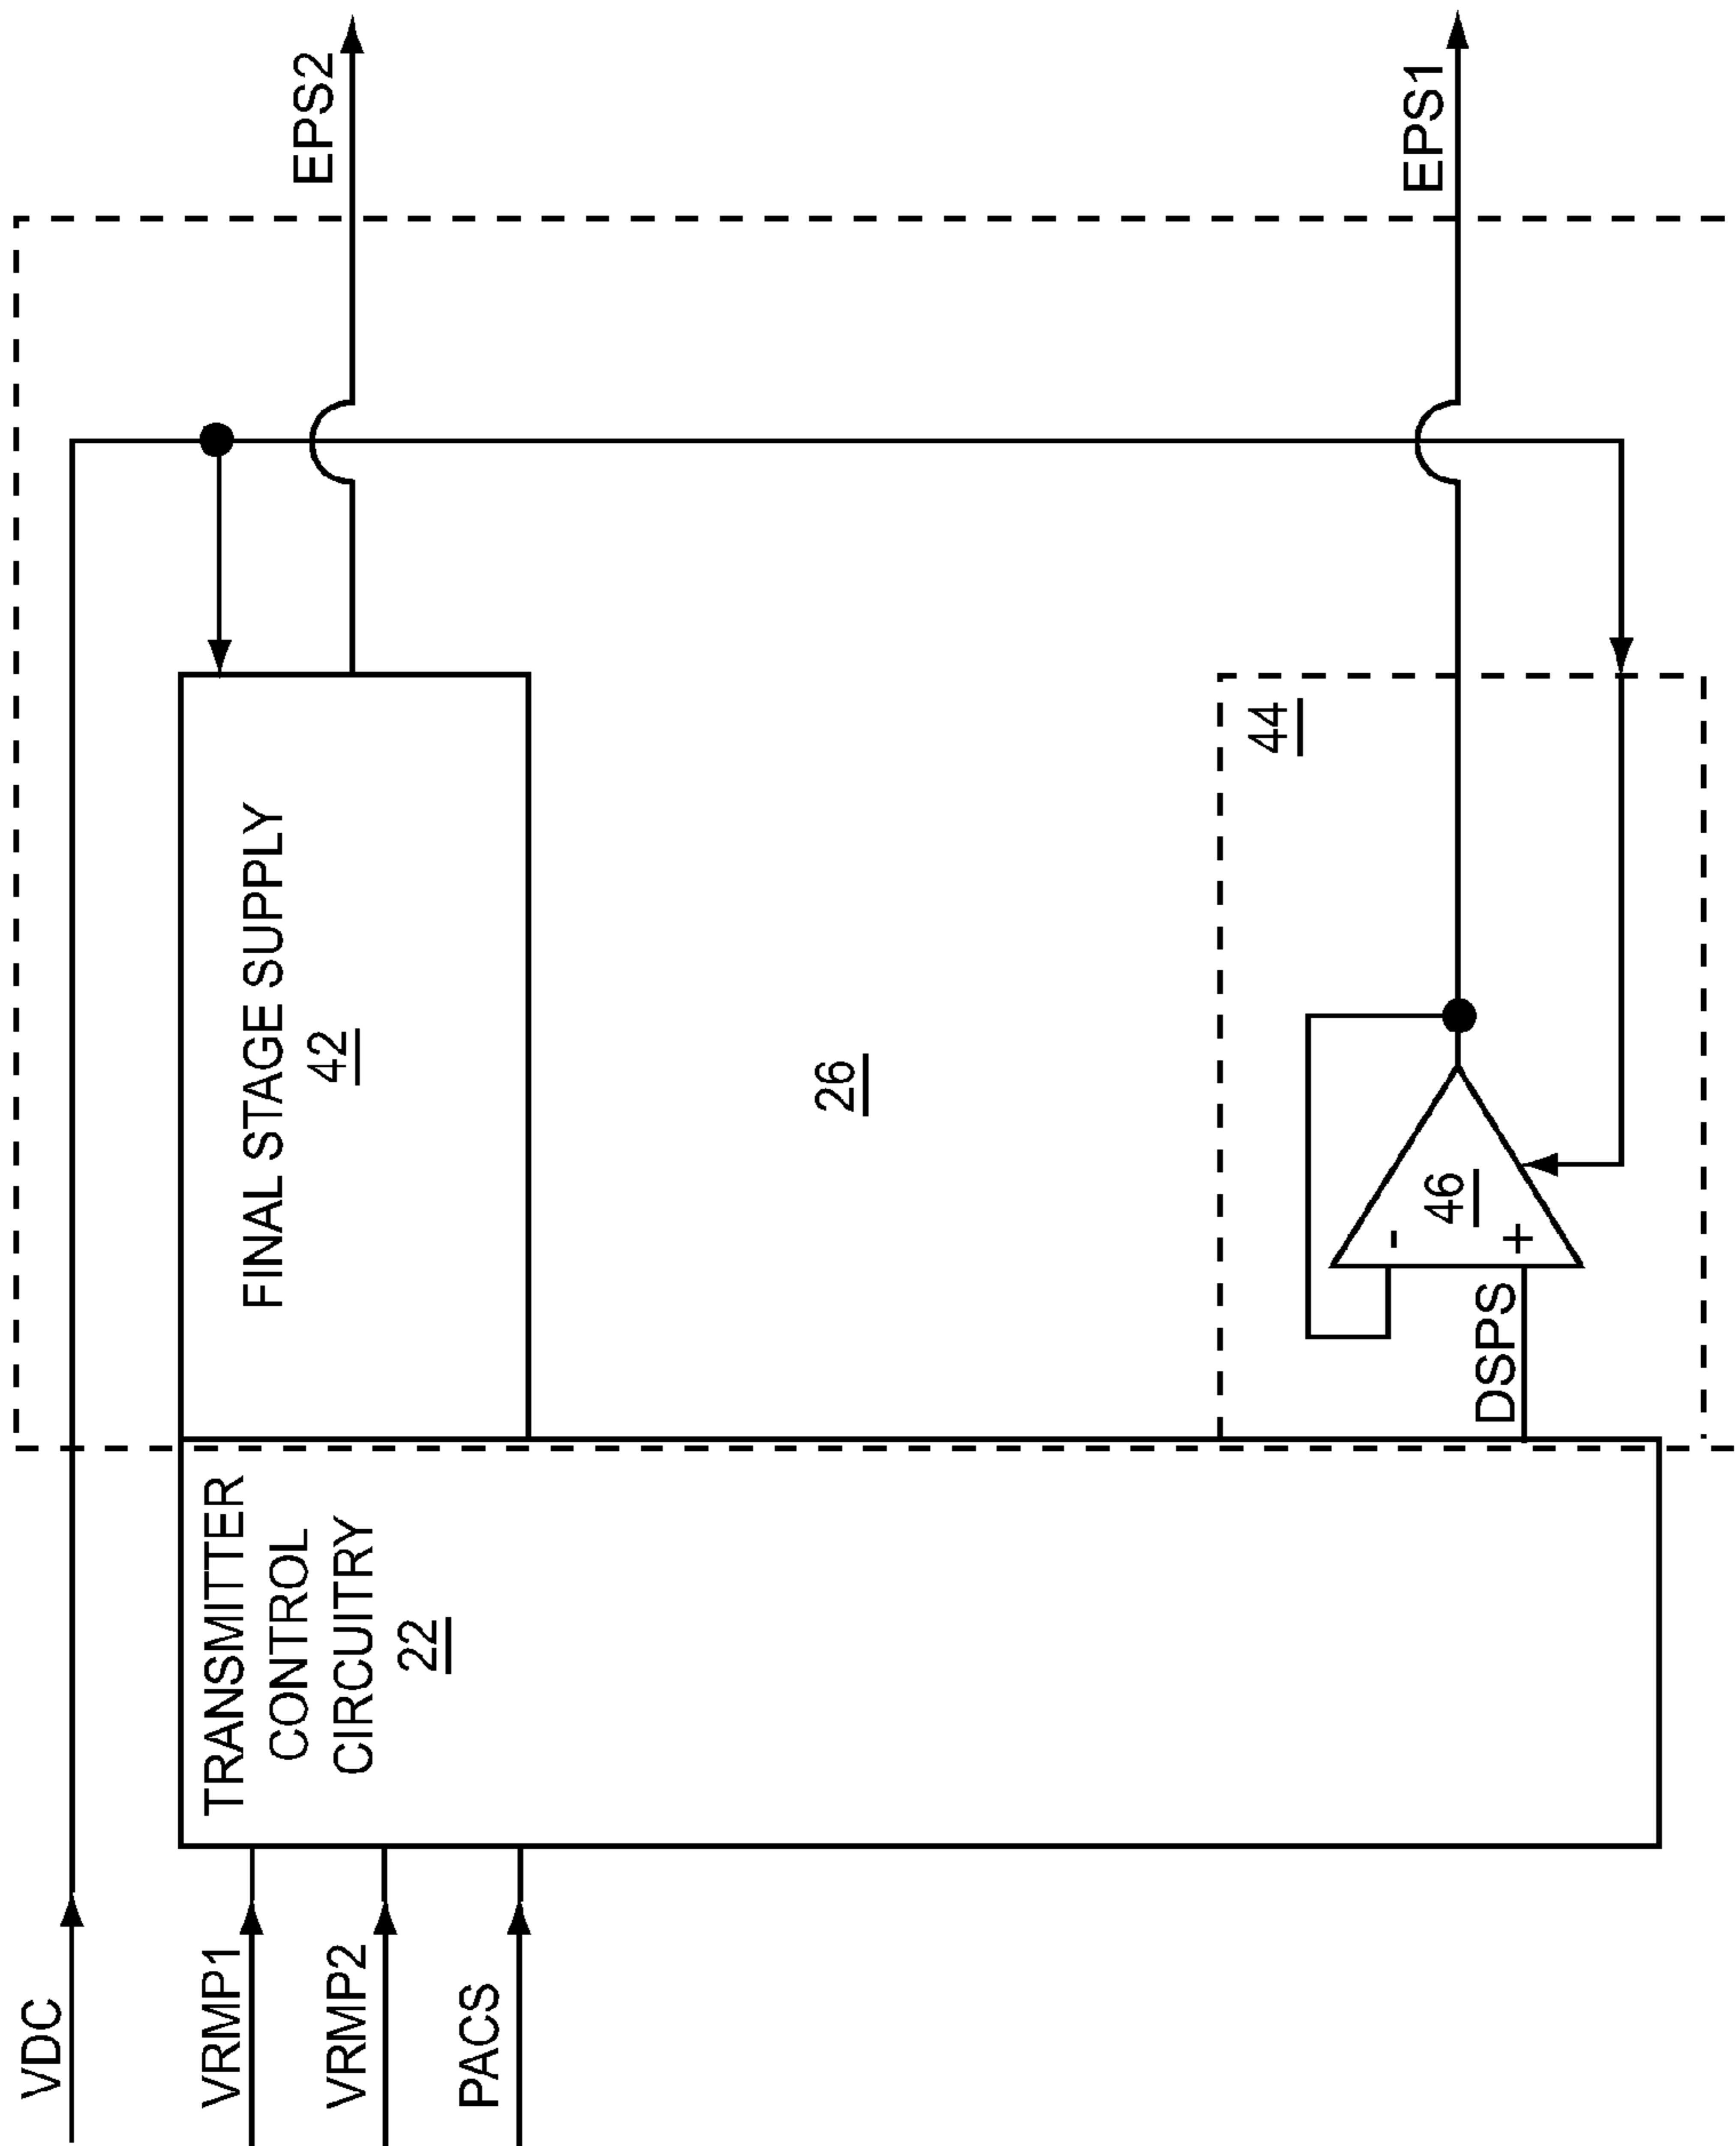 VDC
VRMP1
VRMP2
PACS
TRANSMITTER
CONTROL
CIRCUITRY
22
FINAL STAGE SUPPLY
42
26
44
DSPS
-
+
46
EPS2
EPS1